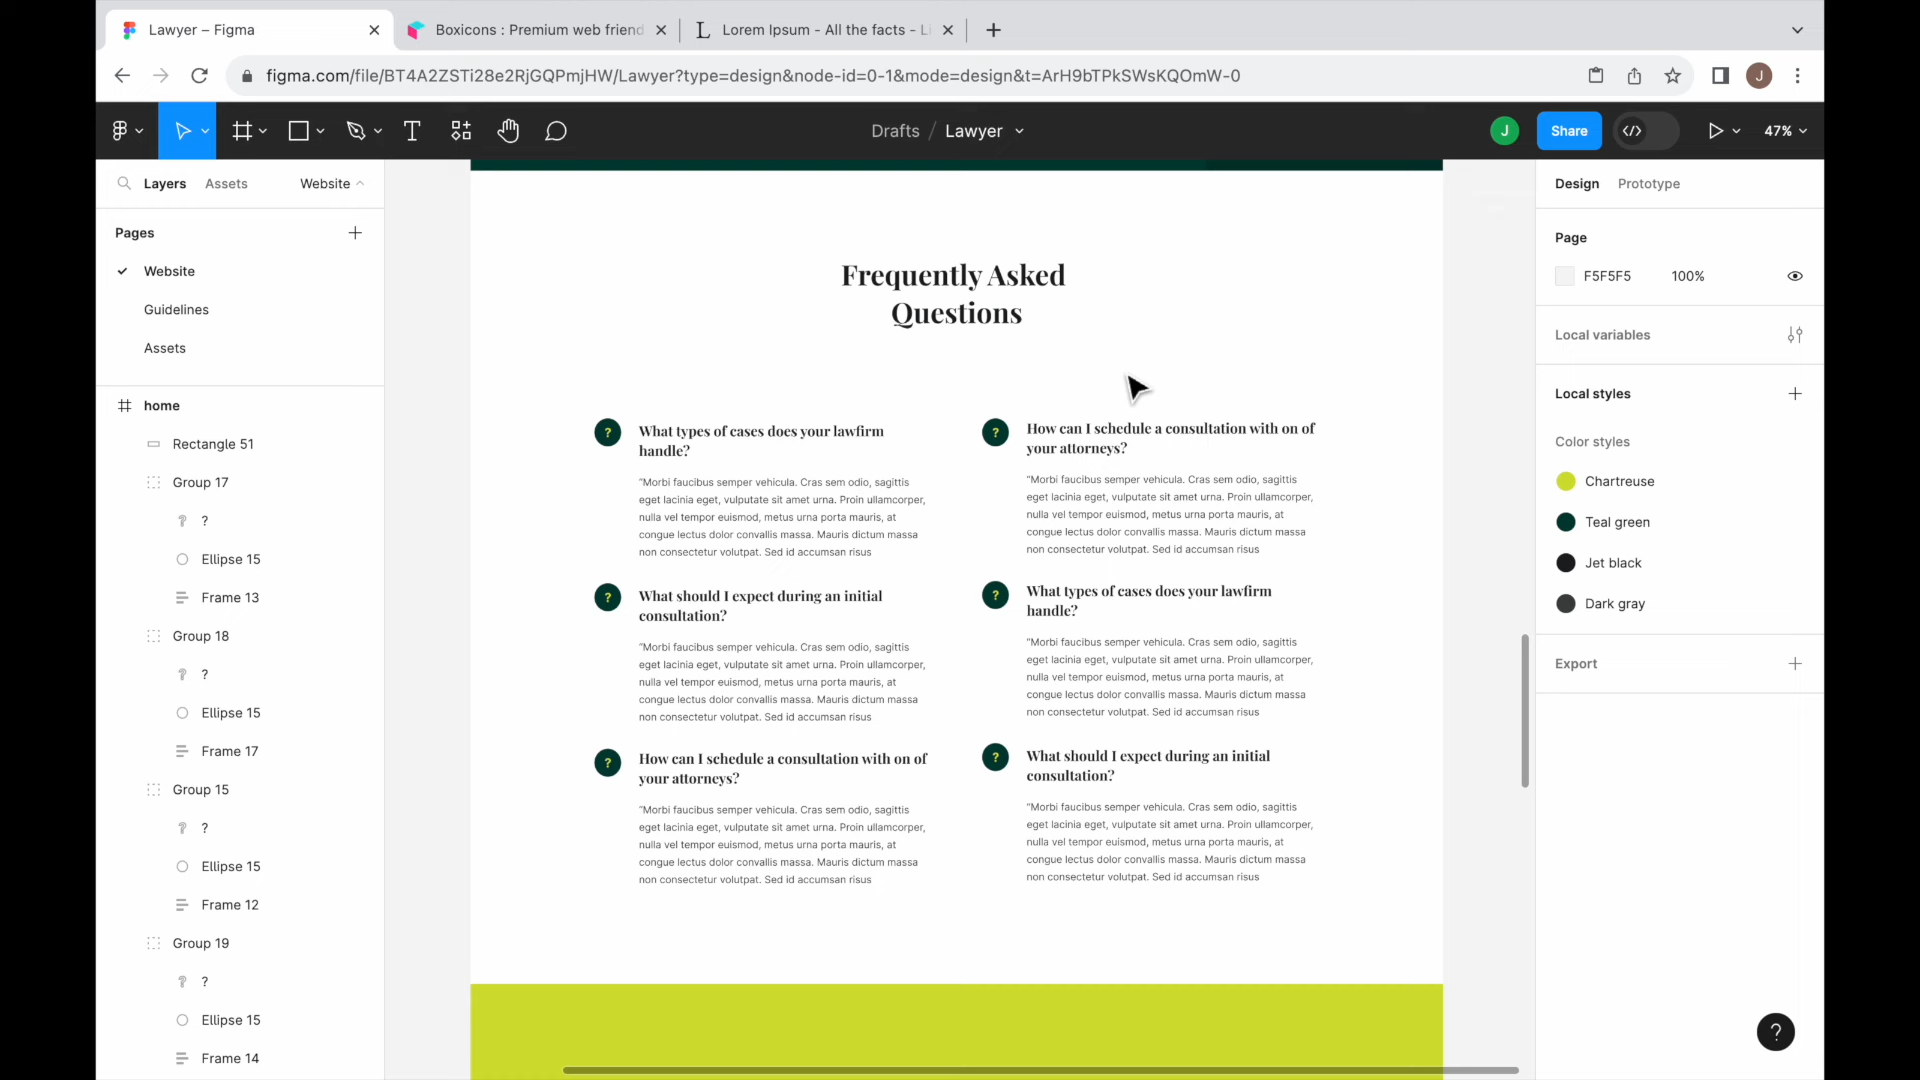 Lawyer – Figma
Boxicons : Premium web friend
Lorem Ipsum - All the facts - Li
figma.com/file/BT4A2ZSTi28e2RjGQPmjHW/Lawyer?type=design&node-id=0-1&mode=design&t=ArH9bTPkSWsKQOmW-0
J
Drafts / Lawyer
J
Share
47%
Layers
Assets
Website
Pages
Website
Guidelines
Assets
home
Rectangle 51
Group 17
?
Ellipse 15
Frame 13
Group 18
?
Ellipse 15
Frame 17
Group 15
?
Ellipse 15
Frame 12
Group 19
?
Ellipse 15
Frame 14
Frequently Asked
Questions
?
What types of cases does your lawfirm
handle?
"Morbi faucibus semper vehicula. Cras sem odio, sagittis
eget lacinia eget, vulputate sit amet urna. Proin ullamcorper,
nulla vel tempor euismod, metus urna porta mauris, at
congue lectus dolor convallis massa. Mauris dictum massa
non consectetur volutpat. Sed id accumsan risus
?
How can I schedule a consultation with on of
your attorneys?
"Morbi faucibus semper vehicula. Cras sem odio, sagittis
eget lacinia eget, vulputate sit amet urna. Proin ullamcorper,
nulla vel tempor euismod, metus urna porta mauris, at
congue lectus dolor convallis massa. Mauris dictum massa
non consectetur volutpat. Sed id accumsan risus
?
What should I expect during an initial
consultation?
"Morbi faucibus semper vehicula. Cras sem odio, sagittis
eget lacinia eget, vulputate sit amet urna. Proin ullamcorper,
nulla vel tempor euismod, metus urna porta mauris, at
congue lectus dolor convallis massa. Mauris dictum massa
non consectetur volutpat. Sed id accumsan risus
?
What types of cases does your lawfirm
handle?
"Morbi faucibus semper vehicula. Cras sem odio, sagittis
eget lacinia eget, vulputate sit amet urna. Proin ullamcorper,
nulla vel tempor euismod, metus urna porta mauris, at
congue lectus dolor convallis massa. Mauris dictum massa
non consectetur volutpat. Sed id accumsan risus
?
How can I schedule a consultation with on of
your attorneys?
"Morbi faucibus semper vehicula. Cras sem odio, sagittis
eget lacinia eget, vulputate sit amet urna. Proin ullamcorper,
nulla vel tempor euismod, metus urna porta mauris, at
congue lectus dolor convallis massa. Mauris dictum massa
non consectetur volutpat. Sed id accumsan risus
?
What should I expect during an initial
consultation?
"Morbi faucibus semper vehicula. Cras sem odio, sagittis
eget lacinia eget, vulputate sit amet urna. Proin ullamcorper,
nulla vel tempor euismod, metus urna porta mauris, at
congue lectus dolor convallis massa. Mauris dictum massa
non consectetur volutpat. Sed id accumsan risus
Design
Prototype
Page
F5F5F5
100%
Local variables
Local styles
Color styles
Chartreuse
Teal green
Jet black
Dark gray
Export
?